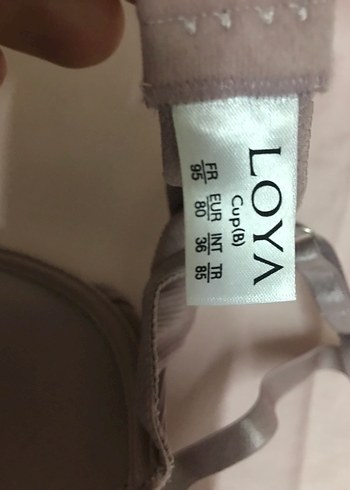 LOYA
Cup(B)
FR EUR INT TR
95 80 36 85